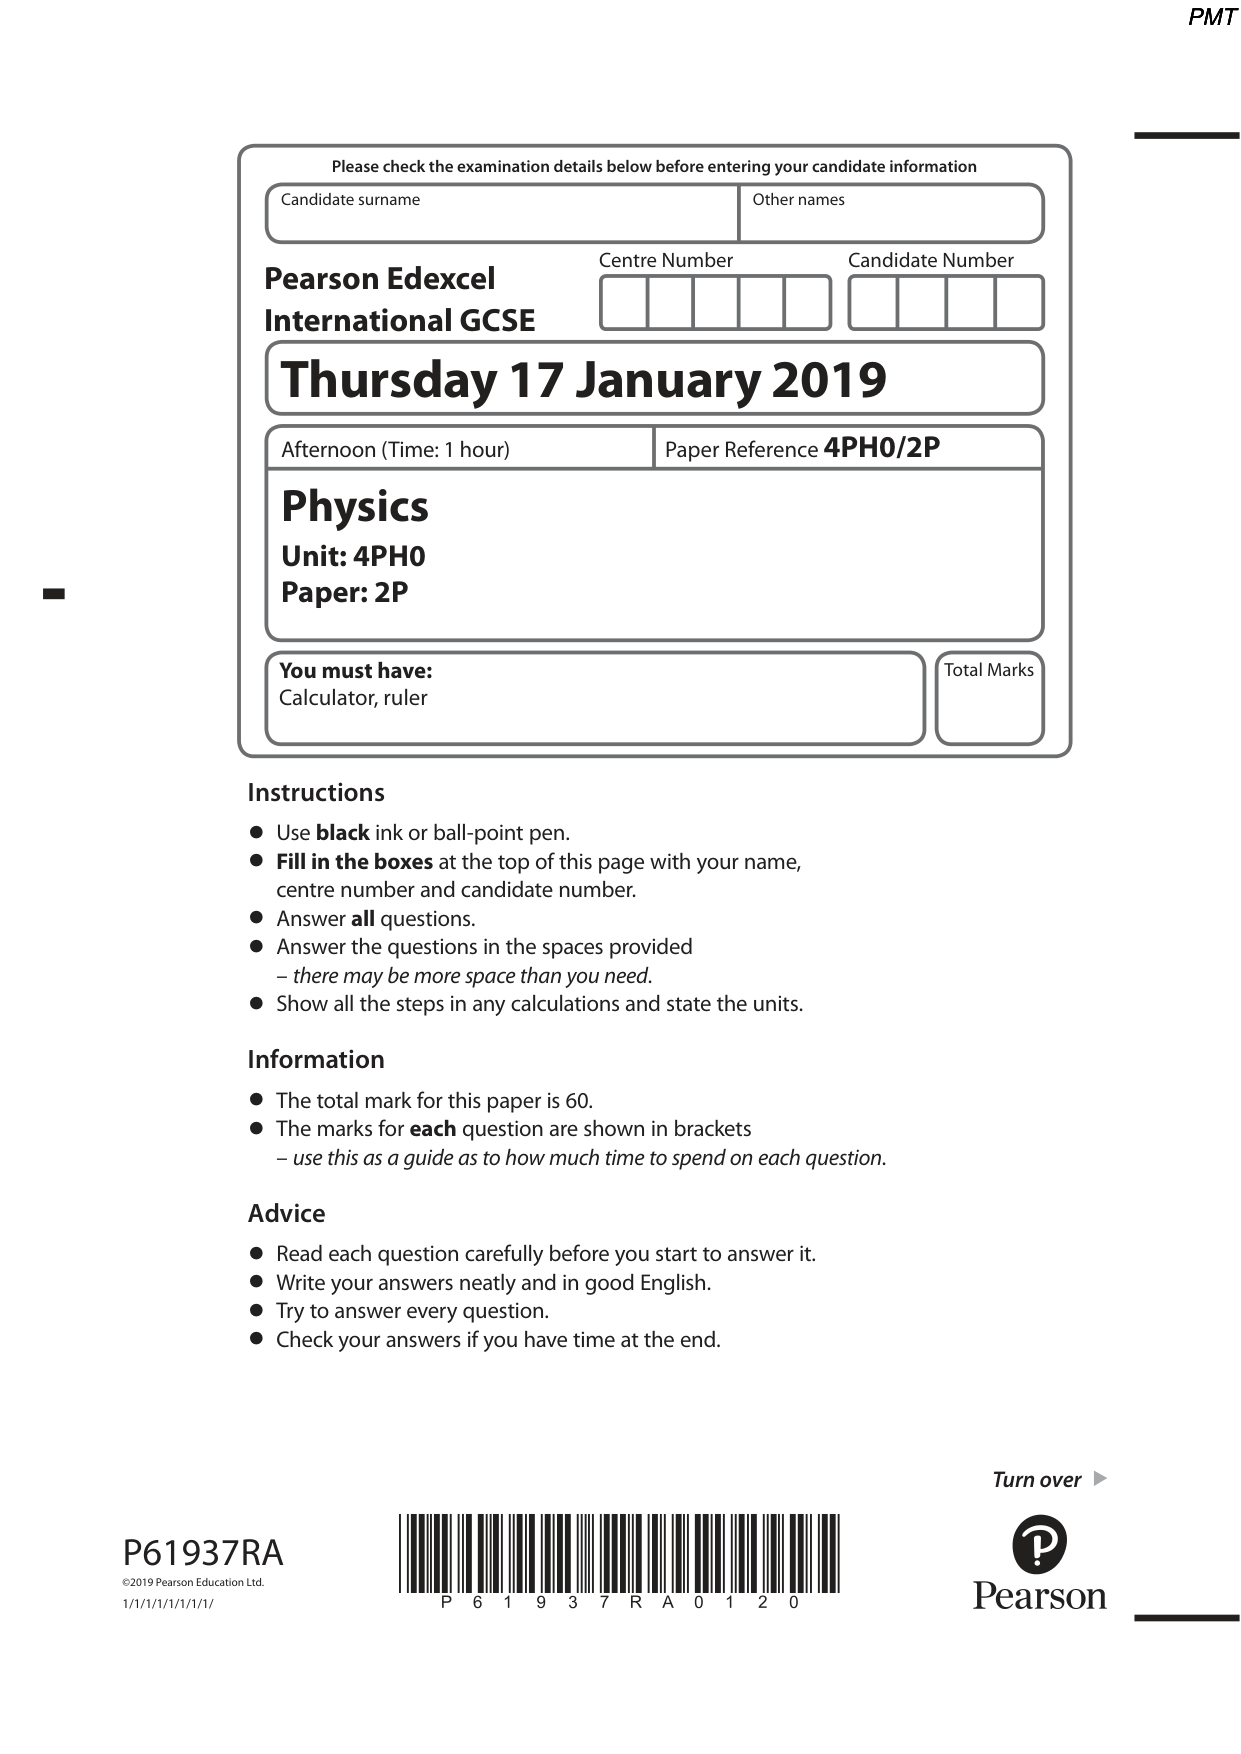 PMT
Please check the examination details below before entering your candidate information
Candidate surname
Other names
Pearson Edexcel
International GCSE
Centre Number
Candidate Number
Thursday 17 January 2019
Afternoon (Time: 1 hour)
Paper Reference 4PH0/2P
Physics
Unit: 4PH0
Paper: 2P
You must have:
Calculator, ruler
Total Marks
Instructions
● Use black ink or ball-point pen.
● Fill in the boxes at the top of this page with your name,
centre number and candidate number.
● Answer all questions.
● Answer the questions in the spaces provided
– there may be more space than you need.
● Show all the steps in any calculations and state the units.
Information
● The total mark for this paper is 60.
● The marks for each question are shown in brackets
– use this as a guide as to how much time to spend on each question.
Advice
● Read each question carefully before you start to answer it.
● Write your answers neatly and in good English.
● Try to answer every question.
● Check your answers if you have time at the end.
Turn over
P61937RA
©2019 Pearson Education Ltd.
1/1/1/1/1/1/1/1/
P61937RA0120
Pearson